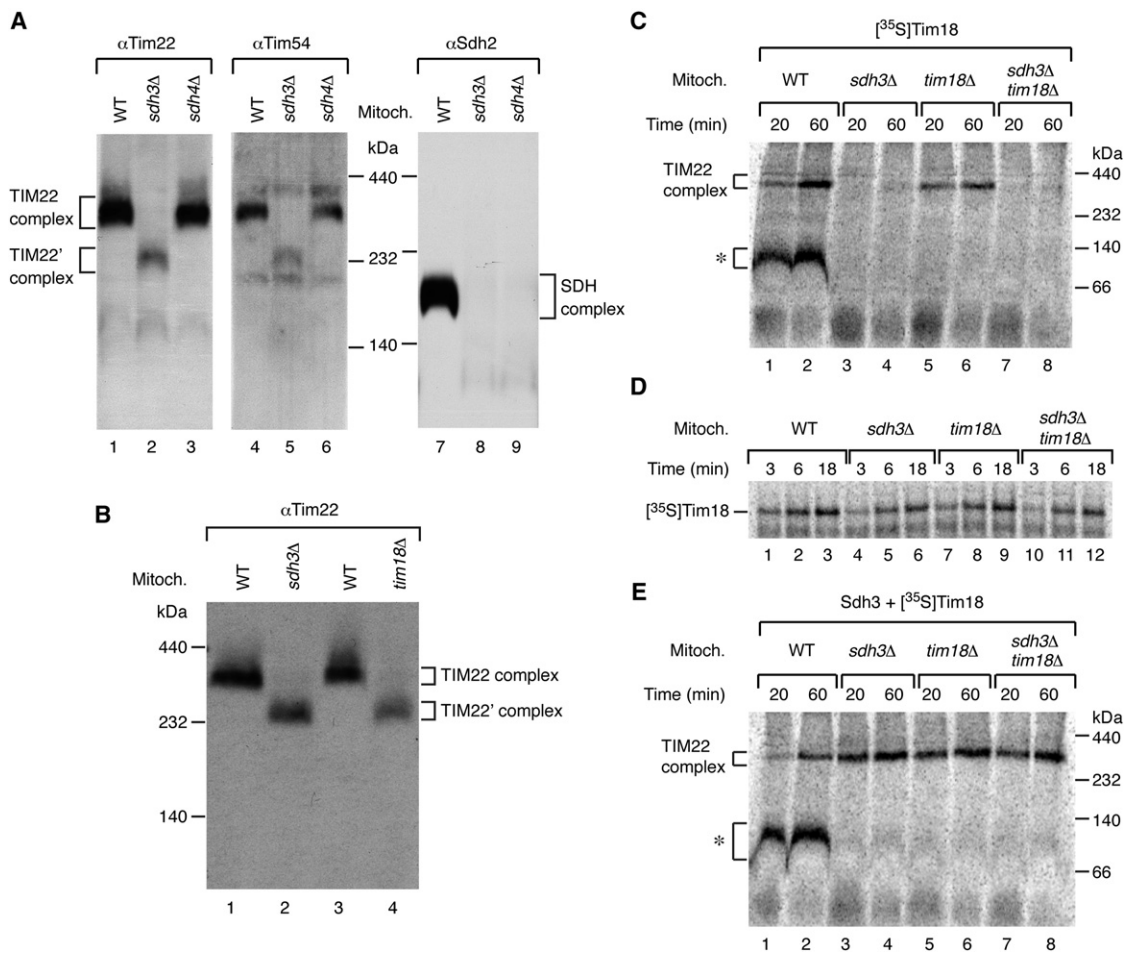 A
αTim22
αTim54
αSdh2
Mitoch.
WT
sdh3Δ
sdh4Δ
WT
sdh3Δ
sdh4Δ
WT
sdh3Δ
sdh4Δ
kDa
TIM22
complex
TIM22'
complex
440
232
140
SDH
complex
1 2 3 4 5 6 7 8 9
B
αTim22
Mitoch.
WT
sdh3Δ
WT
tim18Δ
kDa
440
232
140
TIM22 complex
TIM22' complex
1 2 3 4
C
[³⁵S]Tim18
Mitoch. WT sdh3Δ tim18Δ sdh3Δ
tim18Δ
Time (min) 20 60 20 60 20 60 20 60
kDa
TIM22
complex
*
440
232
140
66
1 2 3 4 5 6 7 8
D
Mitoch. WT sdh3Δ tim18Δ sdh3Δ
tim18Δ
Time (min) 3 6 18 3 6 18 3 6 18 3 6 18
[³⁵S]Tim18
1 2 3 4 5 6 7 8 9 10 11 12
E
Sdh3 + [³⁵S]Tim18
Mitoch. WT sdh3Δ tim18Δ sdh3Δ
tim18Δ
Time (min) 20 60 20 60 20 60 20 60
kDa
TIM22
complex
*
440
232
140
66
1 2 3 4 5 6 7 8